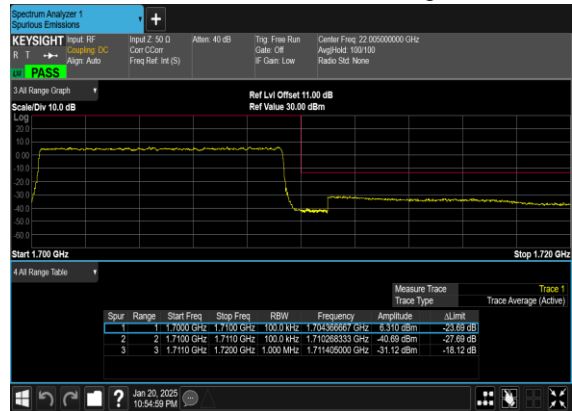 Spectrum Analyzer 1
Spurious Emissions
KEYSIGHT Input: RF Input Z: 50 Ω Atten: 40 dB Trig: Free Run Center Freq: 22.005000000 GHz
R T Coupling: DC Corr CCorr Gate: Off Avg|Hold: 100/100
Align: Auto Freq Ref: Int (S) IF Gain: Low Radio Std: None
PASS
3 All Range Graph
Ref Lvl Offset 11.00 dB
Scale/Div 10.0 dB Ref Value 30.00 dBm
Log
20.0
10.0
0.00
-10.0
-20.0
-30.0
-40.0
-50.0
-60.0
Start 1.700 GHz Stop 1.720 GHz
4 All Range Table
Measure Trace Trace 1
Trace Type Trace Average (Active)
Spur Range Start Freq Stop Freq RBW Frequency Amplitude ΔLimit
1 1 1.7000 GHz 1.7100 GHz 100.0 kHz 1.704366667 GHz 6.310 dBm -23.69 dB
2 2 1.7100 GHz 1.7110 GHz 100.0 kHz 1.710268333 GHz -40.69 dBm -27.69 dB
3 3 1.7110 GHz 1.7200 GHz 1.000 MHz 1.711405000 GHz -31.12 dBm -18.12 dB
Jan 20, 2025
10:54:59 PM